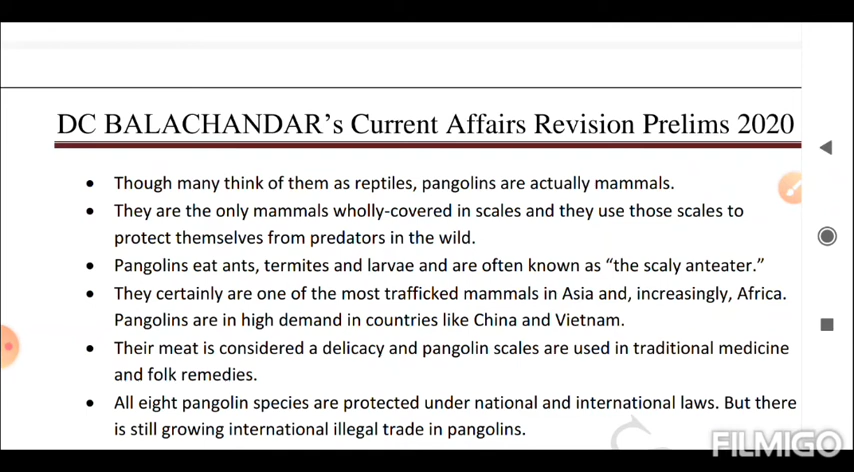 DC BALACHANDAR's Current Affairs Revision Prelims 2020
• Though many think of them as reptiles, pangolins are actually mammals.
• They are the only mammals wholly-covered in scales and they use those scales to
protect themselves from predators in the wild.
• Pangolins eat ants, termites and larvae and are often known as “the scaly anteater.”
• They certainly are one of the most trafficked mammals in Asia and, increasingly, Africa.
Pangolins are in high demand in countries like China and Vietnam.
• Their meat is considered a delicacy and pangolin scales are used in traditional medicine
and folk remedies.
• All eight pangolin species are protected under national and international laws. But there
is still growing international illegal trade in pangolins.
FILMIGO